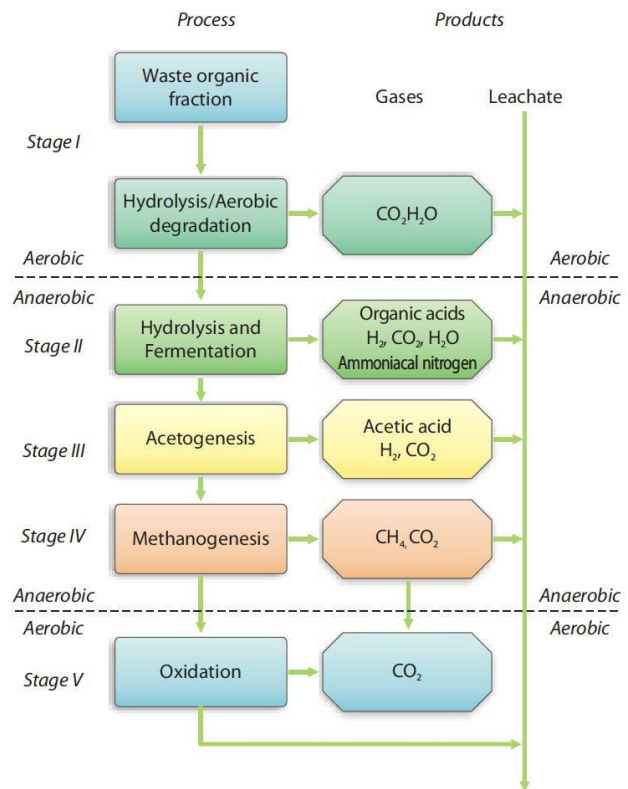 Process
Products
Waste organic
fraction
Gases
Leachate
Stage I
Hydrolysis/Aerobic
degradation
CO₂H₂O
Aerobic
Aerobic
Anaerobic
Anaerobic
Hydrolysis and
Fermentation
Organic acids
H₂, CO₂, H₂O
Ammoniacal nitrogen
Stage II
Acetogenesis
Acetic acid
H₂, CO₂
Stage III
Stage IV
Methanogenesis
CH₄, CO₂
Anaerobic
Anaerobic
Aerobic
Aerobic
Oxidation
CO₂
Stage V